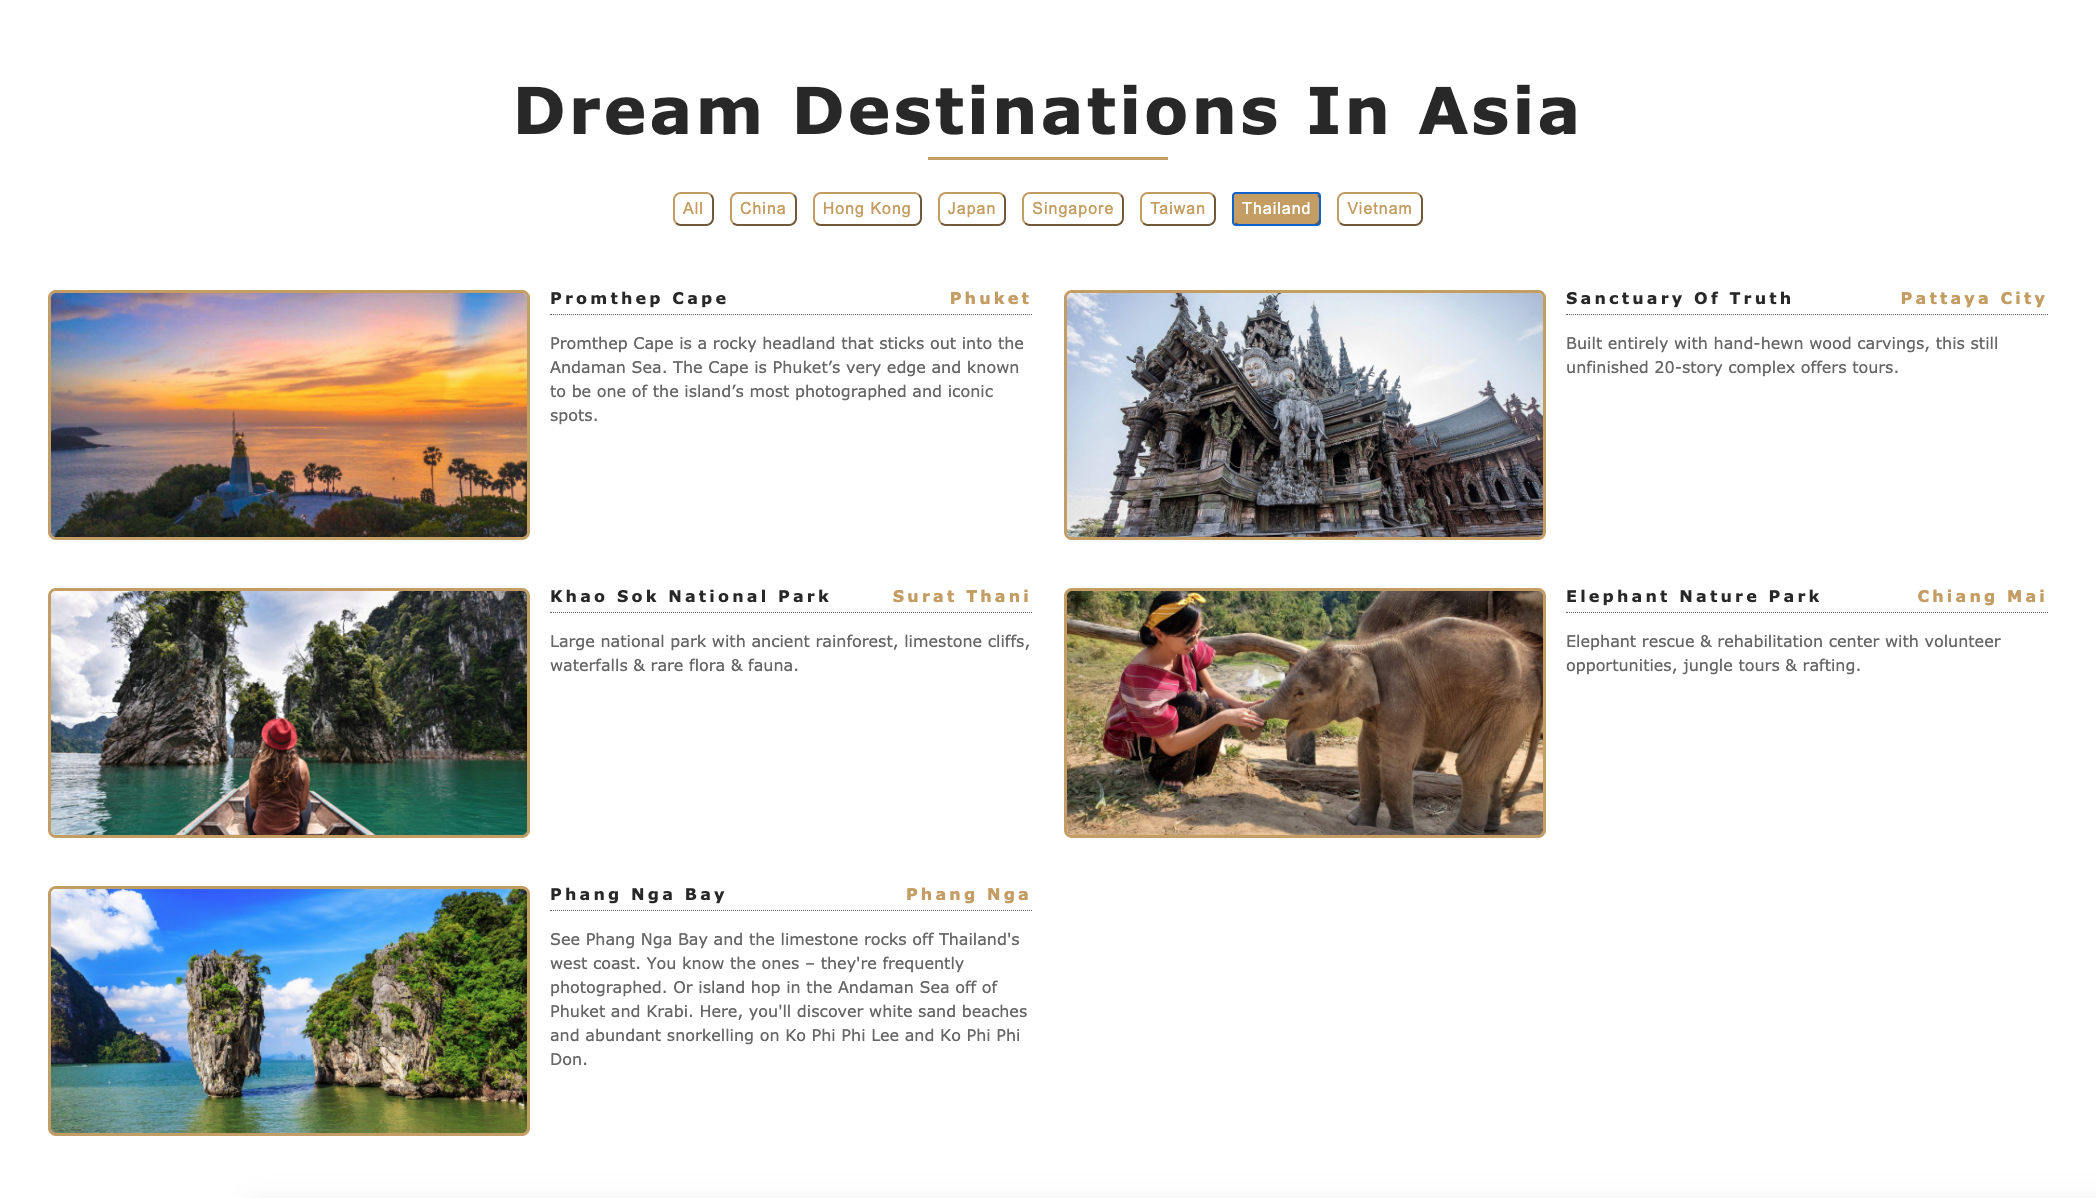 Dream Destinations In Asia
All China Hong Kong Japan Singapore Taiwan Thailand Vietnam
Promthep Cape Phuket
Promthep Cape is a rocky headland that sticks out into the
Andaman Sea. The Cape is Phuket’s very edge and known
to be one of the island’s most photographed and iconic
spots.
Sanctuary Of Truth Pattaya City
Built entirely with hand-hewn wood carvings, this still
unfinished 20-story complex offers tours.
Khao Sok National Park Surat Thani
Large national park with ancient rainforest, limestone cliffs,
waterfalls & rare flora & fauna.
Elephant Nature Park Chiang Mai
Elephant rescue & rehabilitation center with volunteer
opportunities, jungle tours & rafting.
Phang Nga Bay Phang Nga
See Phang Nga Bay and the limestone rocks off Thailand's
west coast. You know the ones – they're frequently
photographed. Or island hop in the Andaman Sea off of
Phuket and Krabi. Here, you'll discover white sand beaches
and abundant snorkelling on Ko Phi Phi Lee and Ko Phi Phi
Don.